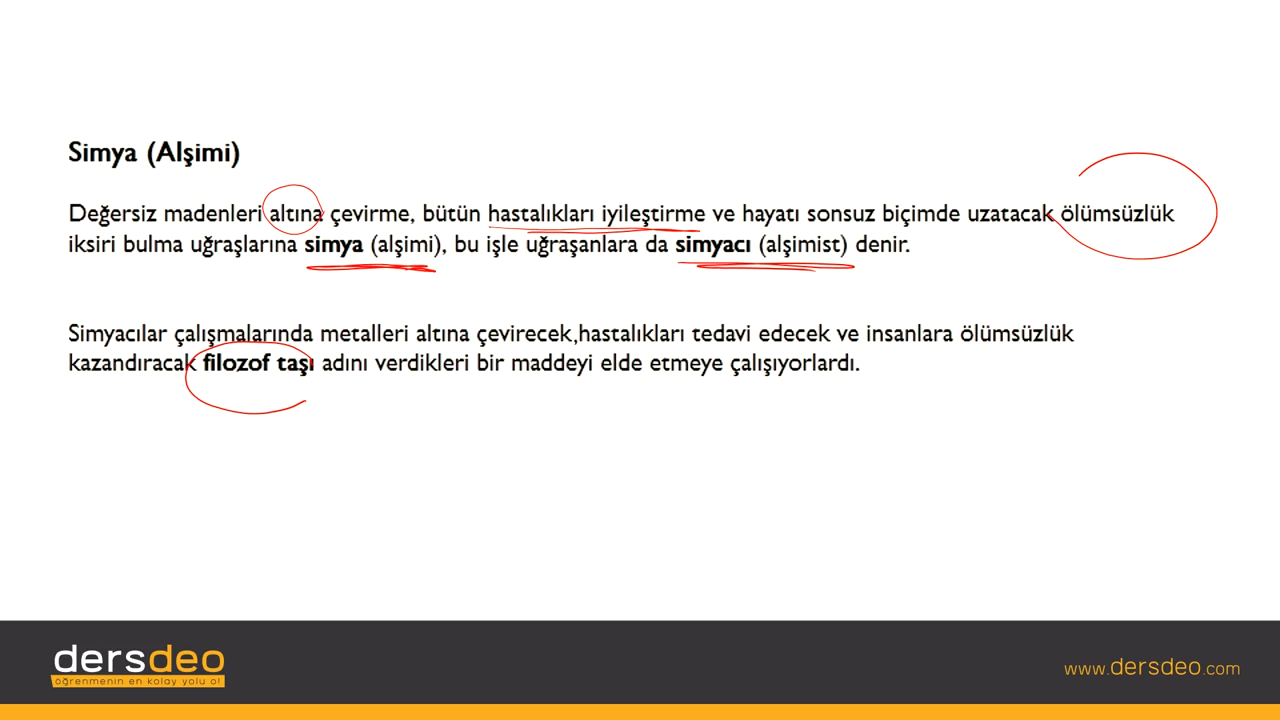 Simya (Alşimi)
Değersiz madenleri altına çevirme, bütün hastalıkları iyileştirme ve hayatı sonsuz biçimde uzatacak ölümsüzlük
iksiri bulma uğraşlarına simya (alşimi), bu işle uğraşanlara da simyacı (alşimist) denir.
Simyacılar çalışmalarında metalleri altına çevirecek,hastalıkları tedavi edecek ve insanlara ölümsüzlük
kazandıracak filozof taşı adını verdikleri bir maddeyi elde etmeye çalışıyorlardı.
dersdeo
öğrenmenin en kolay yolu o!
www.dersdeo.com